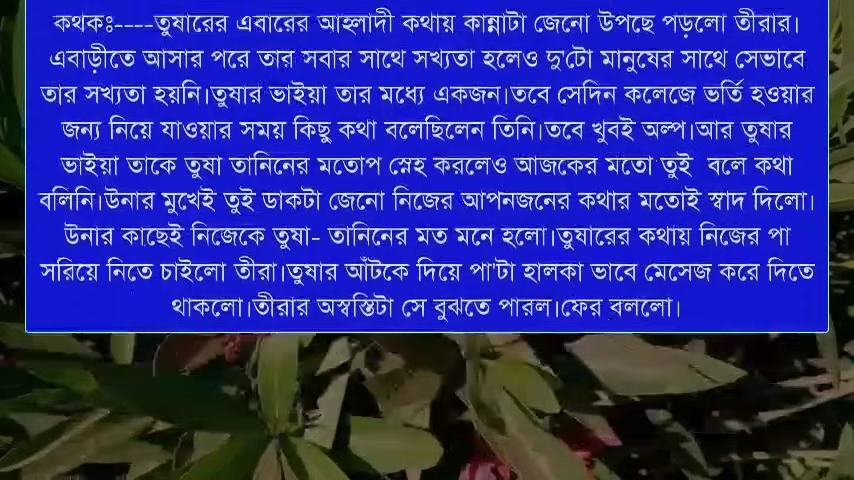 কথকঃ----তুষারের এবারের আহ্লাদী কথায় কান্নাটা জেনো উপছে পড়লো তীরার।
এবাড়ীতে আসার পরে তার সবার সাথে সখ্যতা হলেও দু'টো মানুষের সাথে সেভাবে
তার সখ্যতা হয়নি।তুষার ভাইয়া তার মধ্যে একজন।তবে সেদিন কলেজে ভর্তি হওয়ার
জন্য নিয়ে যাওয়ার সময় কিছু কথা বলেছিলেন তিনি।তবে খুবই অল্প।আর তুষার
ভাইয়া তাকে তুষা তানিনের মতোপ স্নেহ করলেও আজকের মতো তুই বলে কথা
বলিনি।উনার মুখেই তুই ডাকটা জেনো নিজের আপনজনের কথার মতোই স্বাদ দিলো।
উনার কাছেই নিজেকে তুষা- তানিনের মত মনে হলো।তুষারের কথায় নিজের পা
সরিয়ে নিতে চাইলো তীরা।তুষার আঁটকে দিয়ে পা'টা হালকা ভাবে মেসেজ করে দিতে
থাকলো।তীরার অস্বস্তিটা সে বুঝতে পারল।ফের বললো।